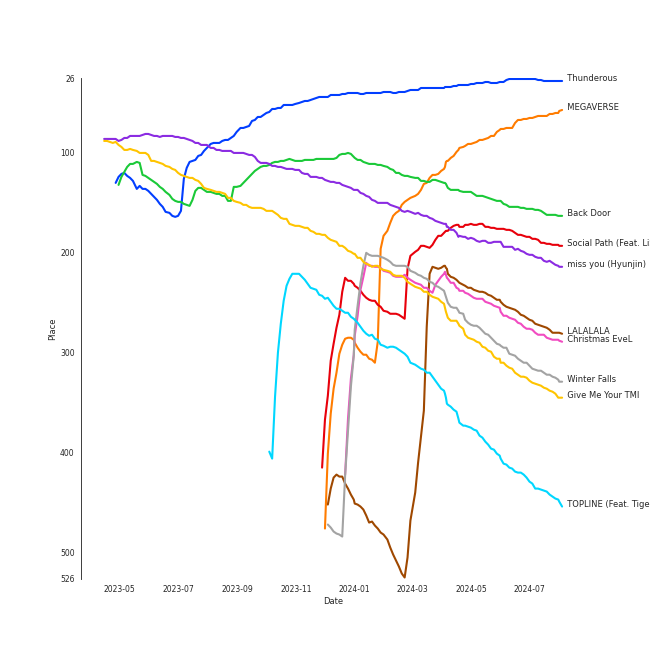 26
100
200
300
400
500
526
Place
2023-05
2023-07
2023-09
2023-11
2024-01
2024-03
2024-05
2024-07
Date
Thunderous
MEGAVERSE
Back Door
Social Path (Feat. Li
miss you (Hyunjin)
LALALALA
Christmas EveL
Winter Falls
Give Me Your TMI
TOPLINE (Feat. Tige